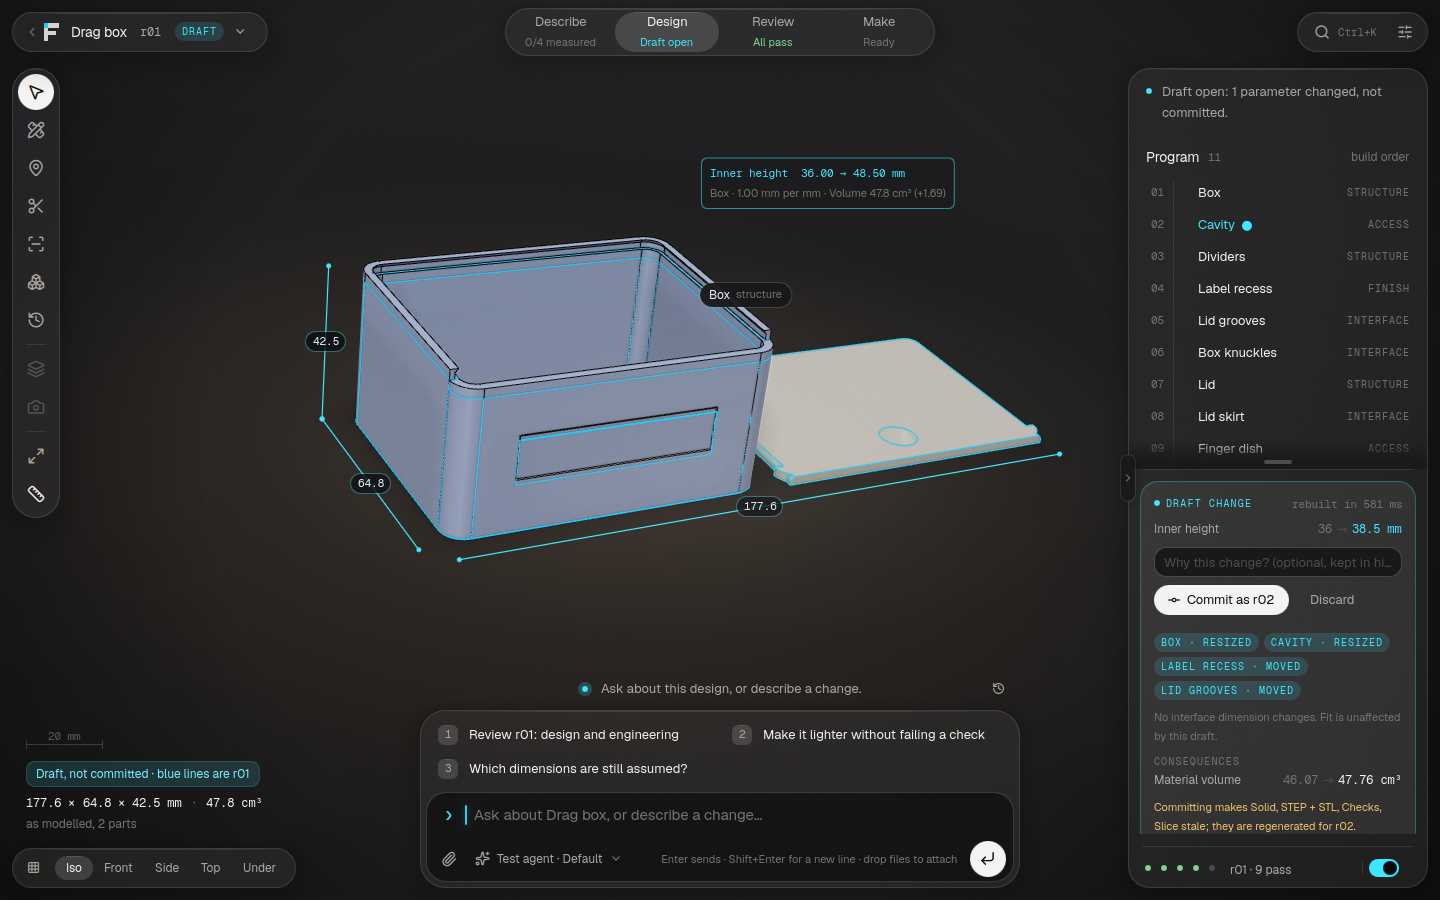 Drag box r01 DRAFT
Describe
0/4 measured
Design
Draft open
Review
All pass
Make
Ready
Ctrl+K
Inner height 36.00 → 48.50 mm
Box · 1.00 mm per mm · Volume 47.8 cm³ (+1.69)
Box structure
42.5
64.8
177.6
Draft open: 1 parameter changed, not
committed.
Program 11 build order
01 Box STRUCTURE
02 Cavity ACCESS
03 Dividers STRUCTURE
04 Label recess FINISH
05 Lid grooves INTERFACE
06 Box knuckles INTERFACE
07 Lid STRUCTURE
08 Lid skirt INTERFACE
09 Finger dish ACCESS
DRAFT CHANGE rebuilt in 581 ms
Inner height 36 → 38.5 mm
Why this change? (optional, kept in hi…
Commit as r02 Discard
BOX · RESIZED CAVITY · RESIZED
LABEL RECESS · MOVED
LID GROOVES · MOVED
No interface dimension changes. Fit is unaffected
by this draft.
CONSEQUENCES
Material volume 46.07 → 47.76 cm³
Committing makes Solid, STEP + STL, Checks,
Slice stale; they are regenerated for r02.
r01 · 9 pass
Ask about this design, or describe a change.
1 Review r01: design and engineering
2 Make it lighter without failing a check
3 Which dimensions are still assumed?
Ask about Drag box, or describe a change…
Test agent · Default
Enter sends · Shift+Enter for a new line · drop files to attach
20 mm
Draft, not committed · blue lines are r01
177.6 × 64.8 × 42.5 mm · 47.8 cm³
as modelled, 2 parts
Iso Front Side Top Under